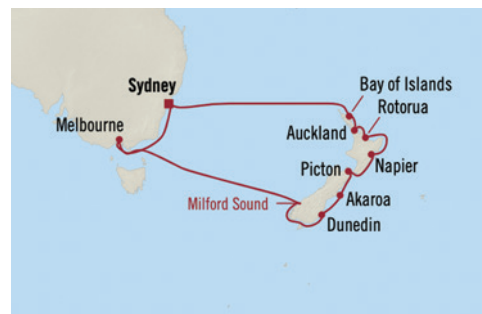 Sydney
Bay of Islands
Rotorua
Melbourne
Auckland
Picton
Napier
Milford Sound
Akaroa
Dunedin